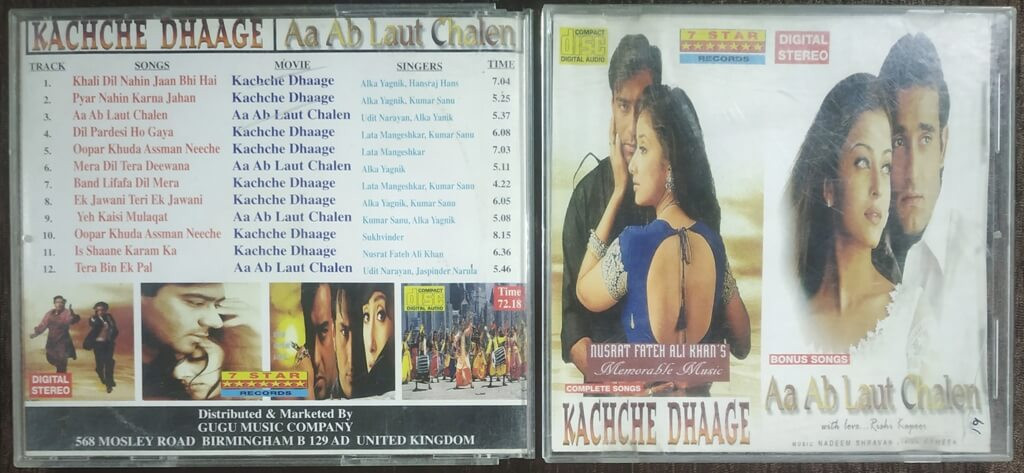 KACHCHE DHAAGE Aa Ab Laut Chalen
TRACK SONGS MOVIE SINGERS TIME
1. Khali Dil Nahin Jaan Bhi Hai Kachche Dhaage Alka Yagnik, Hansraj Hans 7.04
2. Pyar Nahin Karna Jahan Kachche Dhaage Alka Yagnik, Kumar Sanu 5.25
3. Aa Ab Laut Chalen Aa Ab Laut Chalen Udit Narayan, Alka Yanik 5.37
4. Dil Pardesi Ho Gaya Kachche Dhaage Lata Mangeshkar, Kumar Sanu 6.08
5. Oopar Khuda Assman Neeche Kachche Dhaage Lata Mangeshkar 7.03
6. Mera Dil Tera Deewana Aa Ab Laut Chalen Alka Yagnik 5.11
7. Band Lifafa Dil Mera Kachche Dhaage Lata Mangeshkar, Kumar Sanu 4.22
8. Ek Jawani Teri Ek Jawani Kachche Dhaage Alka Yagnik, Kumar Sanu 6.05
9. Yeh Kaisi Mulaqat Aa Ab Laut Chalen Kumar Sanu, Alka Yagnik 5.08
10. Oopar Khuda Assman Neeche Kachche Dhaage Sukhvinder 8.15
11. Is Shaane Karam Ka Kachche Dhaage Nusrat Fateh Ali Khan 6.36
12. Tera Bin Ek Pal Aa Ab Laut Chalen Udit Narayan, Jaspinder Narula 5.46
COMPACT
disc
DIGITAL AUDIO
Time
72.18
DIGITAL
STEREO
7 STAR
RECORDS
Distributed & Marketed By
GUGU MUSIC COMPANY
568 MOSLEY ROAD BIRMINGHAM B 129 AD UNITED KINGDOM
COMPACT
disc
DIGITAL AUDIO
7 STAR
RECORDS
DIGITAL
STEREO
NUSRAT FATEH ALI KHAN'S
Memorable Music
COMPLETE SONGS
KACHCHE DHAAGE
BONUS SONGS
Aa Ab Laut Chalen
with love...Rishi Kapoor
MUSIC NADEEM SHRAVAN
19